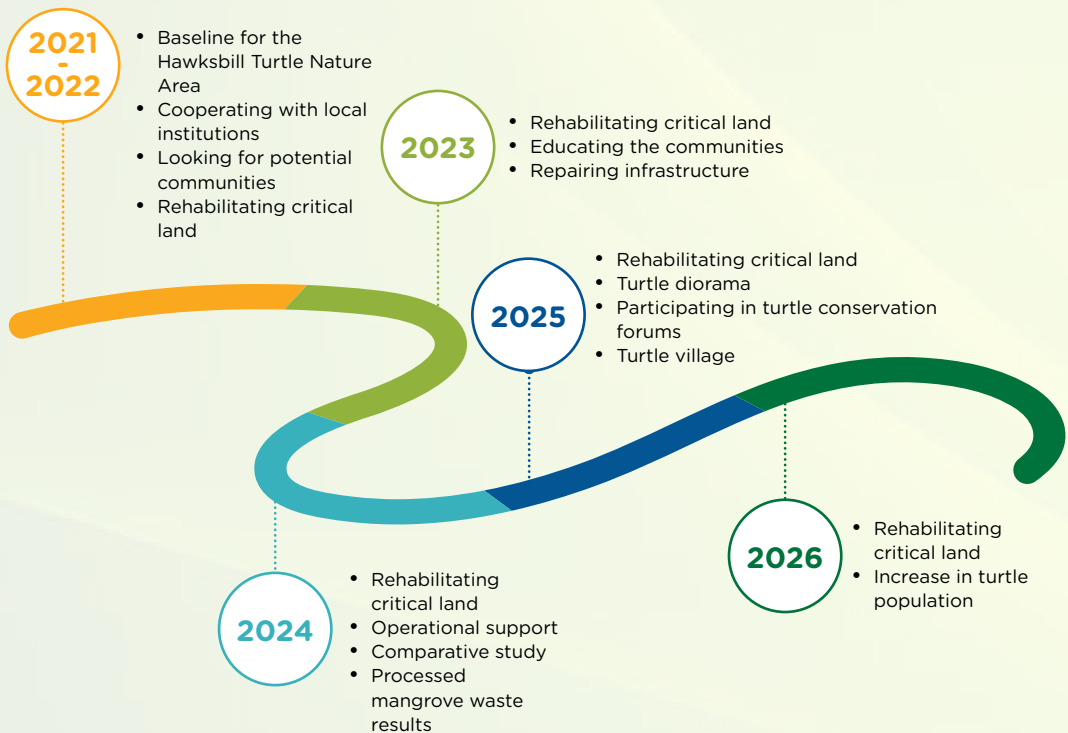 2021
-
2022
• Baseline for the
Hawksbill Turtle Nature
Area
• Cooperating with local
institutions
• Looking for potential
communities
• Rehabilitating critical
land
2023
• Rehabilitating critical land
• Educating the communities
• Repairing infrastructure
2025
• Rehabilitating critical land
• Turtle diorama
• Participating in turtle conservation
forums
• Turtle village
2024
• Rehabilitating
critical land
• Operational support
• Comparative study
• Processed
mangrove waste
results
2026
• Rehabilitating
critical land
• Increase in turtle
population